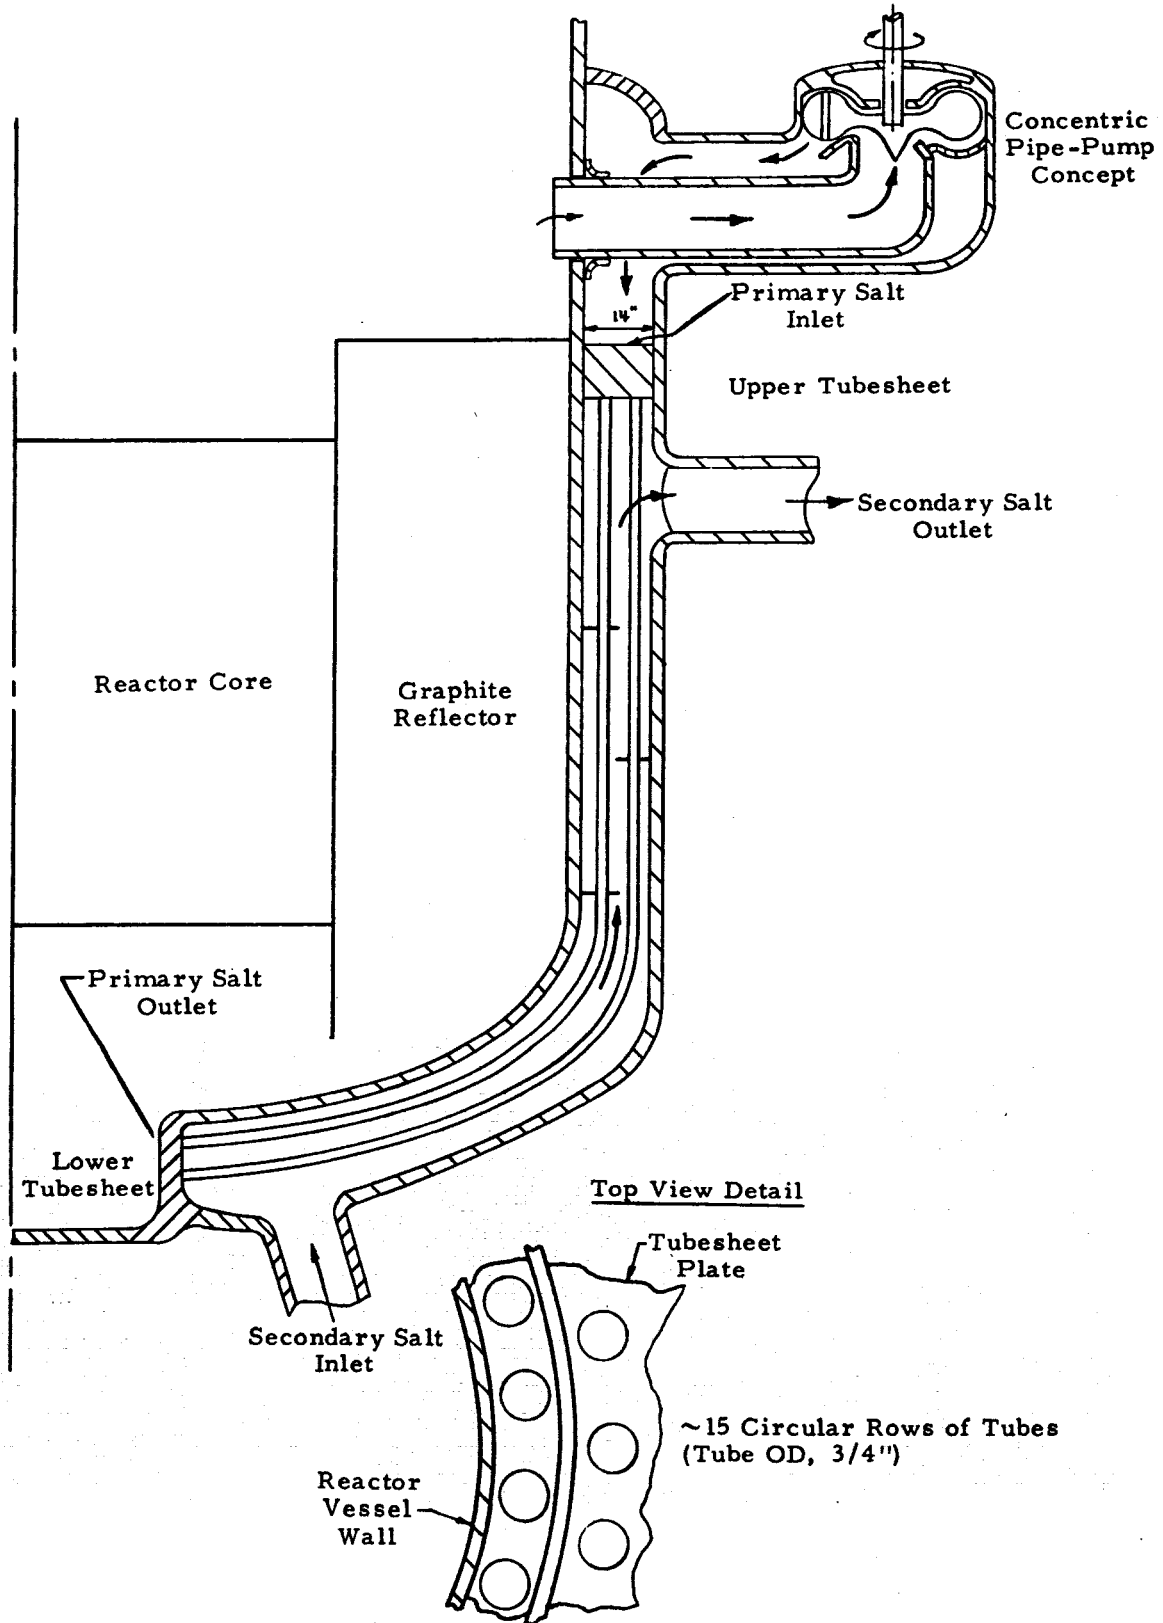 Concentric
Pipe-Pump
Concept
Primary Salt
Inlet
14"
Upper Tubesheet
Secondary Salt
Outlet
Reactor Core
Graphite
Reflector
Primary Salt
Outlet
Lower
Tubesheet
Top View Detail
Tubesheet
Plate
Secondary Salt
Inlet
~15 Circular Rows of Tubes
(Tube OD, 3/4")
Reactor
Vessel
Wall